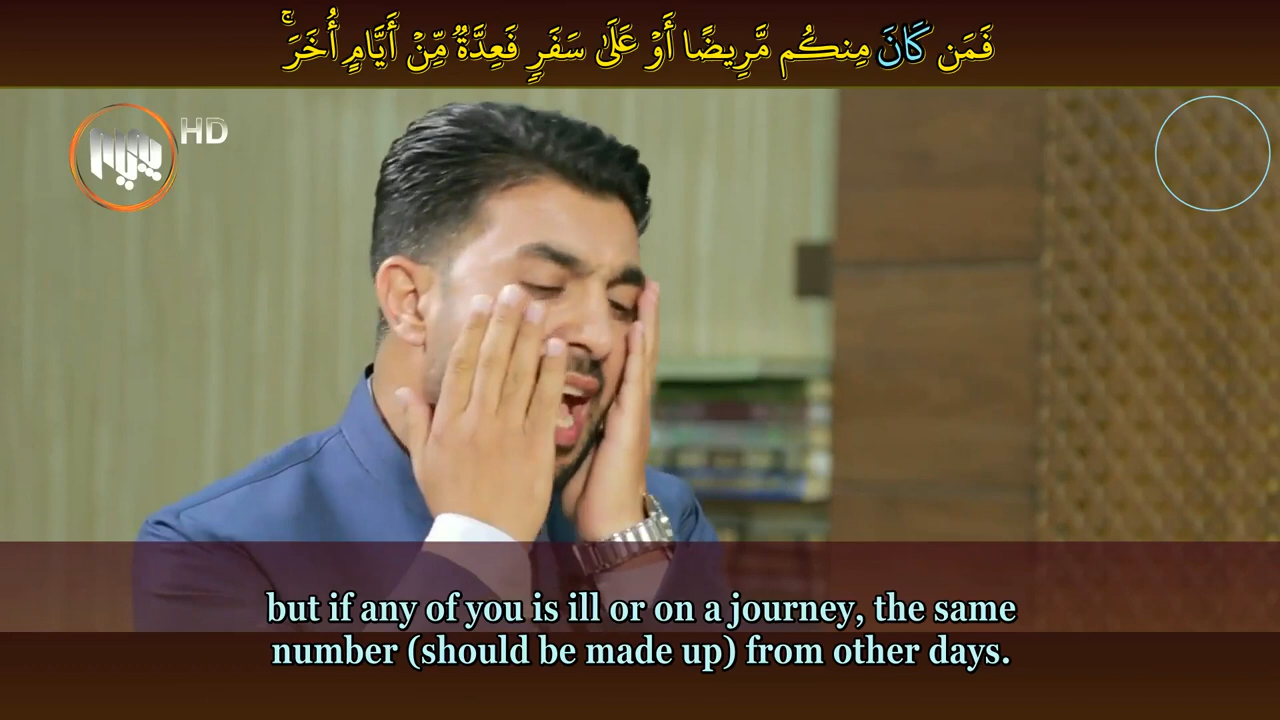 فَمَن كَانَ مِنكُم مَّرِيضًا أَوْ عَلَىٰ سَفَرٍ فَعِدَّةٌ مِّنْ أَيَّامٍ أُخَرَ ۚ
HD
but if any of you is ill or on a journey, the same
number (should be made up) from other days.